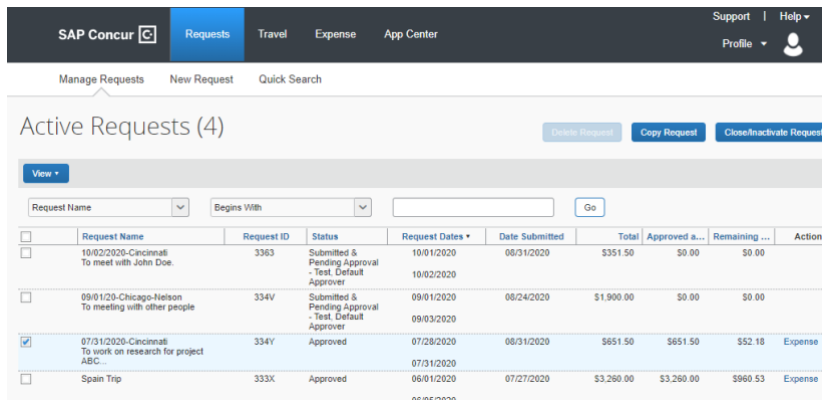 Support | Help
SAP Concur C Requests Travel Expense App Center
Profile
Manage Requests New Request Quick Search
Active Requests (4)
Delete Request Copy Request Close/Inactivate Request
View
Request Name Begins With Go
Request Name Request ID Status Request Dates Date Submitted Total Approved a... Remaining ... Action
10/02/2020-Cincinnati 3363 Submitted & 10/01/2020 08/31/2020 $351.50 $0.00 $0.00
To meet with John Doe. Pending Approval
- Test, Default 10/02/2020
Approver
09/01/20-Chicago-Nelson 334V Submitted & 09/01/2020 08/24/2020 $1,900.00 $0.00 $0.00
To meeting with other people Pending Approval
- Test, Default 09/03/2020
Approver
07/31/2020-Cincinnati 334Y Approved 07/28/2020 08/31/2020 $651.50 $651.50 $52.18 Expense
To work on research for project
ABC... 07/31/2020
Spain Trip 333X Approved 06/01/2020 07/27/2020 $3,260.00 $3,260.00 $960.53 Expense
06/05/2020